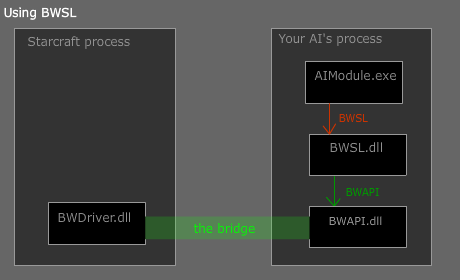 Using BWSL
Starcraft process
Your AI's process
AIModule.exe
BWSL
BWSL.dll
BWAPI
BWDriver.dll
the bridge
BWAPI.dll